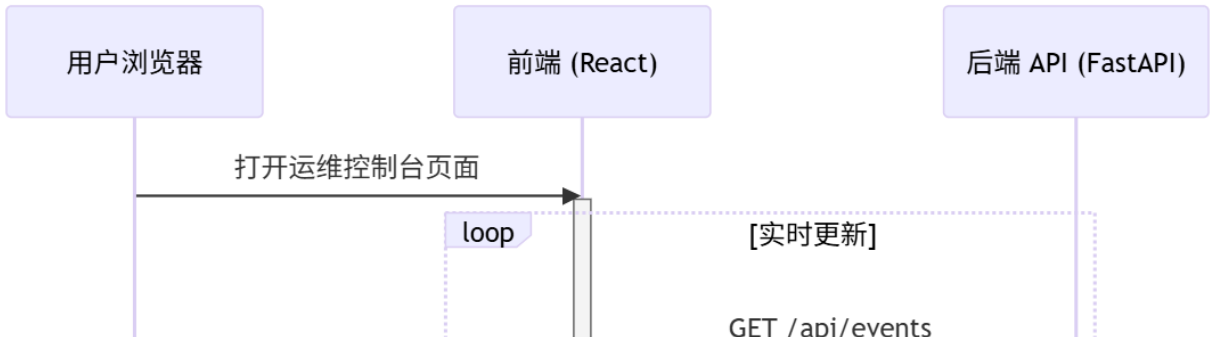 用户浏览器
前端 (React)
后端 API (FastAPI)
打开运维控制台页面
loop
[实时更新]
GET /api/events